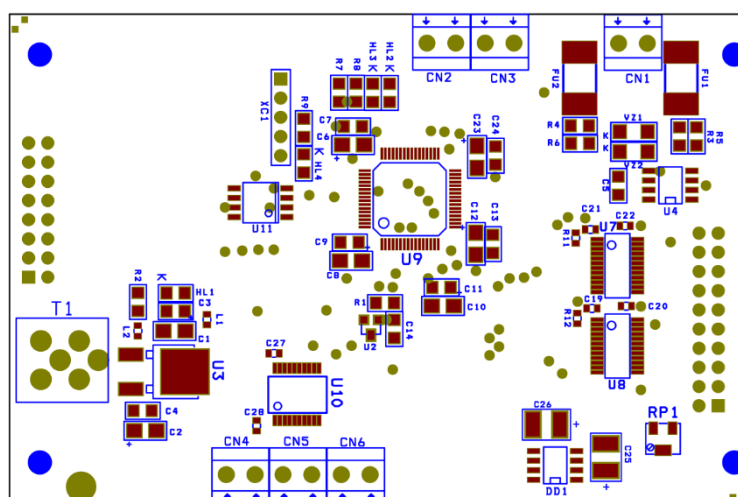 CN2
CN3
CN1
FU2
FU1
R7
R8
HL3 K
HL2 K
XC1
R9
C7
C6
+
K
HL4
C23
+
C24
R4
R6
VZ1
K
K
VZ2
R3
R5
C5
U4
U11
U9
C9
C8
+
C12
+
C13
C21
C22
R11
U7
R2
K
HL1
C3
C1
L1
L2
T1
U3
C4
C2
+
R1
U2
C14
C11
C10
+
C19
C20
R12
U8
C27
U10
C28
C26
+
RP1
C25
+
DD1
CN4
CN5
CN6